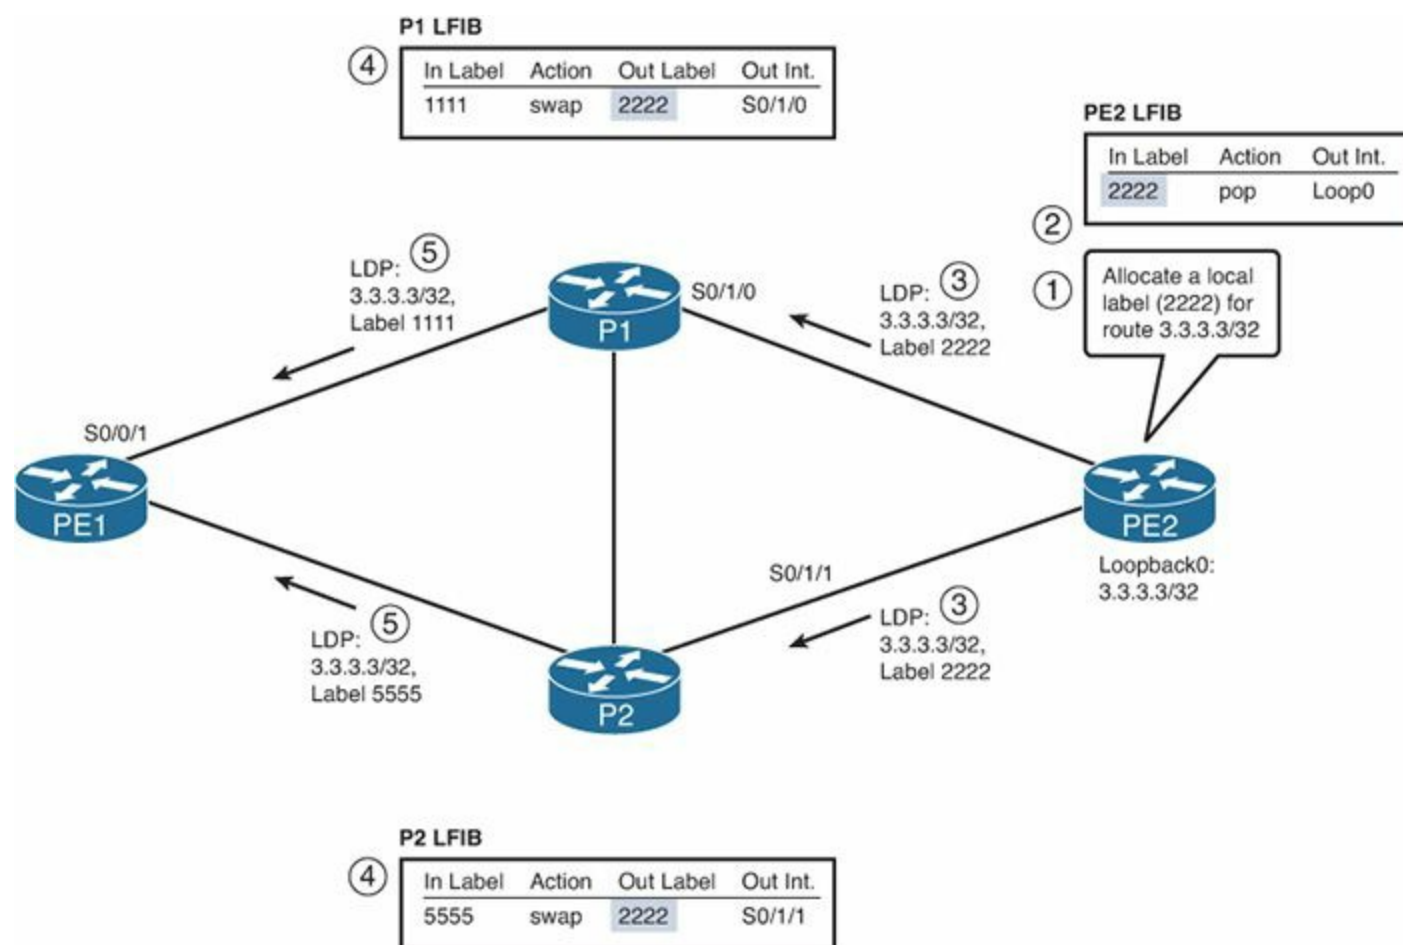 P1 LFIB
④
In Label Action Out Label Out Int.
1111 swap 2222 S0/1/0
PE2 LFIB
In Label Action Out Int.
2222 pop Loop0
②
①
Allocate a local
label (2222) for
route 3.3.3.3/32
LDP: ⑤
3.3.3.3/32,
Label 1111
P1
S0/1/0
LDP: ③
3.3.3.3/32,
Label 2222
S0/0/1
PE1
PE2
Loopback0:
3.3.3.3/32
S0/1/1
LDP: ③
3.3.3.3/32,
Label 2222
LDP: ⑤
3.3.3.3/32,
Label 5555
P2
P2 LFIB
④
In Label Action Out Label Out Int.
5555 swap 2222 S0/1/1